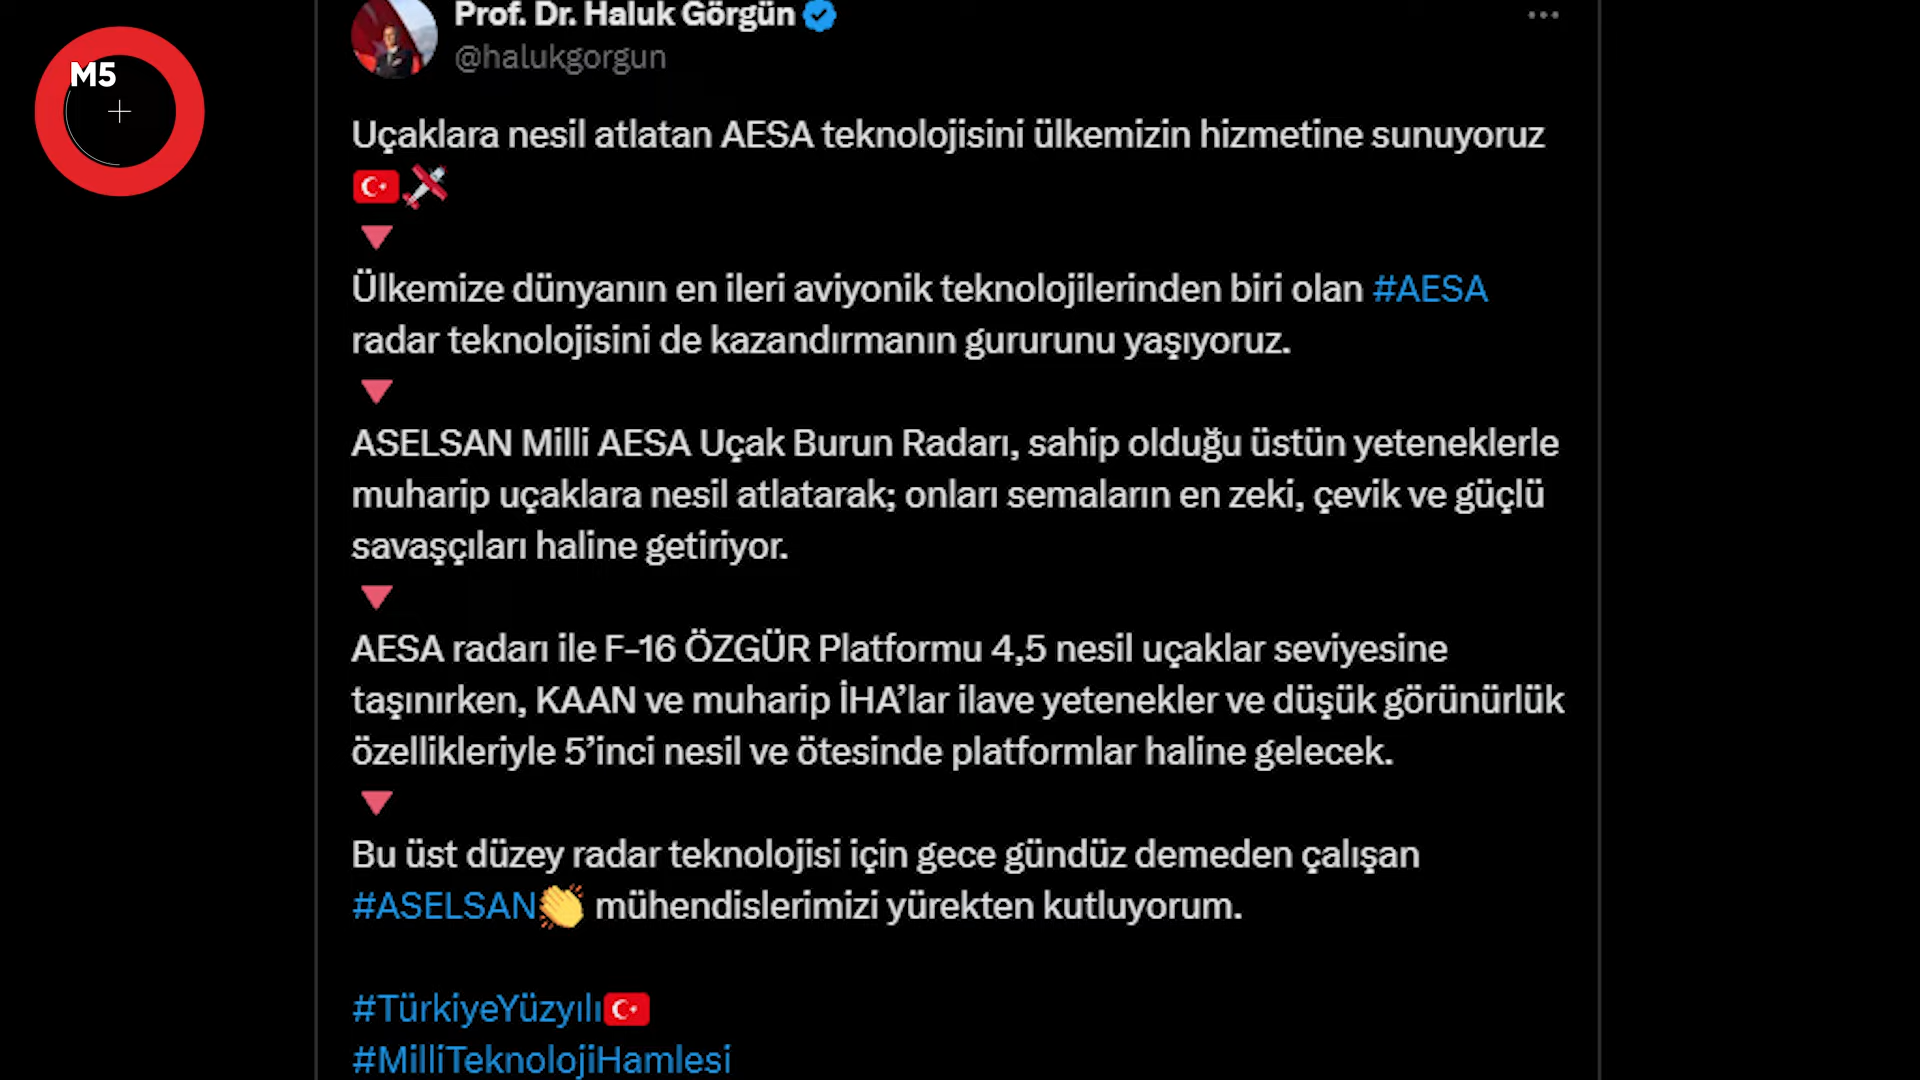 M5
Prof. Dr. Haluk Görgün
@halukgorgun
Uçaklara nesil atlatan AESA teknolojisini ülkemizin hizmetine sunuyoruz
Ülkemize dünyanın en ileri aviyonik teknolojilerinden biri olan #AESA
radar teknolojisini de kazandırmanın gururunu yaşıyoruz.
ASELSAN Milli AESA Uçak Burun Radarı, sahip olduğu üstün yeteneklerle
muharip uçaklara nesil atlatarak; onları semaların en zeki, çevik ve güçlü
savaşçıları haline getiriyor.
AESA radarı ile F-16 ÖZGÜR Platformu 4,5 nesil uçaklar seviyesine
taşınırken, KAAN ve muharip İHA’lar ilave yetenekler ve düşük görünürlük
özellikleriyle 5’inci nesil ve ötesinde platformlar haline gelecek.
Bu üst düzey radar teknolojisi için gece gündüz demeden çalışan
#ASELSAN👏 mühendislerimizi yürekten kutluyorum.
#TürkiyeYüzyılı
#MilliTeknolojiHamlesi